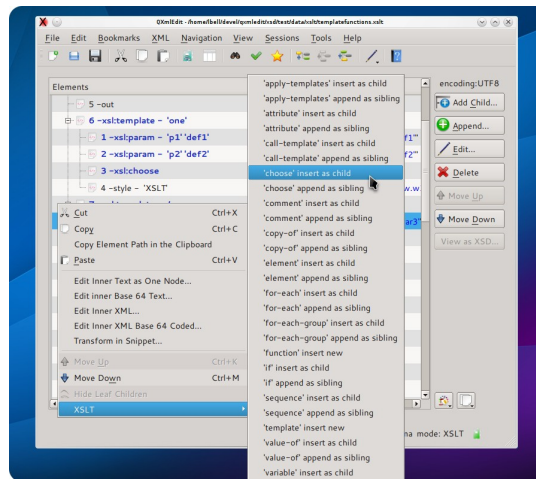 QXmlEdit - /home/lbell/devel/qxmledit/xsd/test/data/xslt/templatefunctions.xslt
File Edit Bookmarks XML Navigation View Sessions Tools Help
Elements
5 ~out
6 ~xsl:template - 'one'
1 ~xsl:param - 'p1' 'def1'
2 ~xsl:param - 'p2' 'def2'
3 ~xsl:choose
4 ~style - 'XSLT'
f1'"
f2'"
w.w
ar3"
Cut Ctrl+X
Copy Ctrl+C
Copy Element Path in the Clipboard
Paste Ctrl+V
Edit Inner Text as One Node...
Edit inner Base 64 Text...
Edit Inner XML...
Edit Inner XML Base 64 Coded...
Transform in Snippet...
Move Up Ctrl+K
Move Down Ctrl+M
Hide Leaf Children
XSLT
'apply-templates' insert as child
'apply-templates' append as sibling
'attribute' insert as child
'attribute' append as sibling
'call-template' insert as child
'call-template' append as sibling
'choose' insert as child
'choose' append as sibling
'comment' insert as child
'comment' append as sibling
'copy-of' insert as child
'copy-of' append as sibling
'element' insert as child
'element' append as sibling
'for-each' insert as child
'for-each' append as sibling
'for-each-group' insert as child
'for-each-group' append as sibling
'function' insert new
'if' insert as child
'if' append as sibling
'sequence' insert as child
'sequence' append as sibling
'template' insert new
'value-of' insert as child
'value-of' append as sibling
'variable' insert as child
encoding:UTF8
Add Child...
Append...
Edit...
Delete
Move Up
Move Down
View as XSD...
ma mode: XSLT